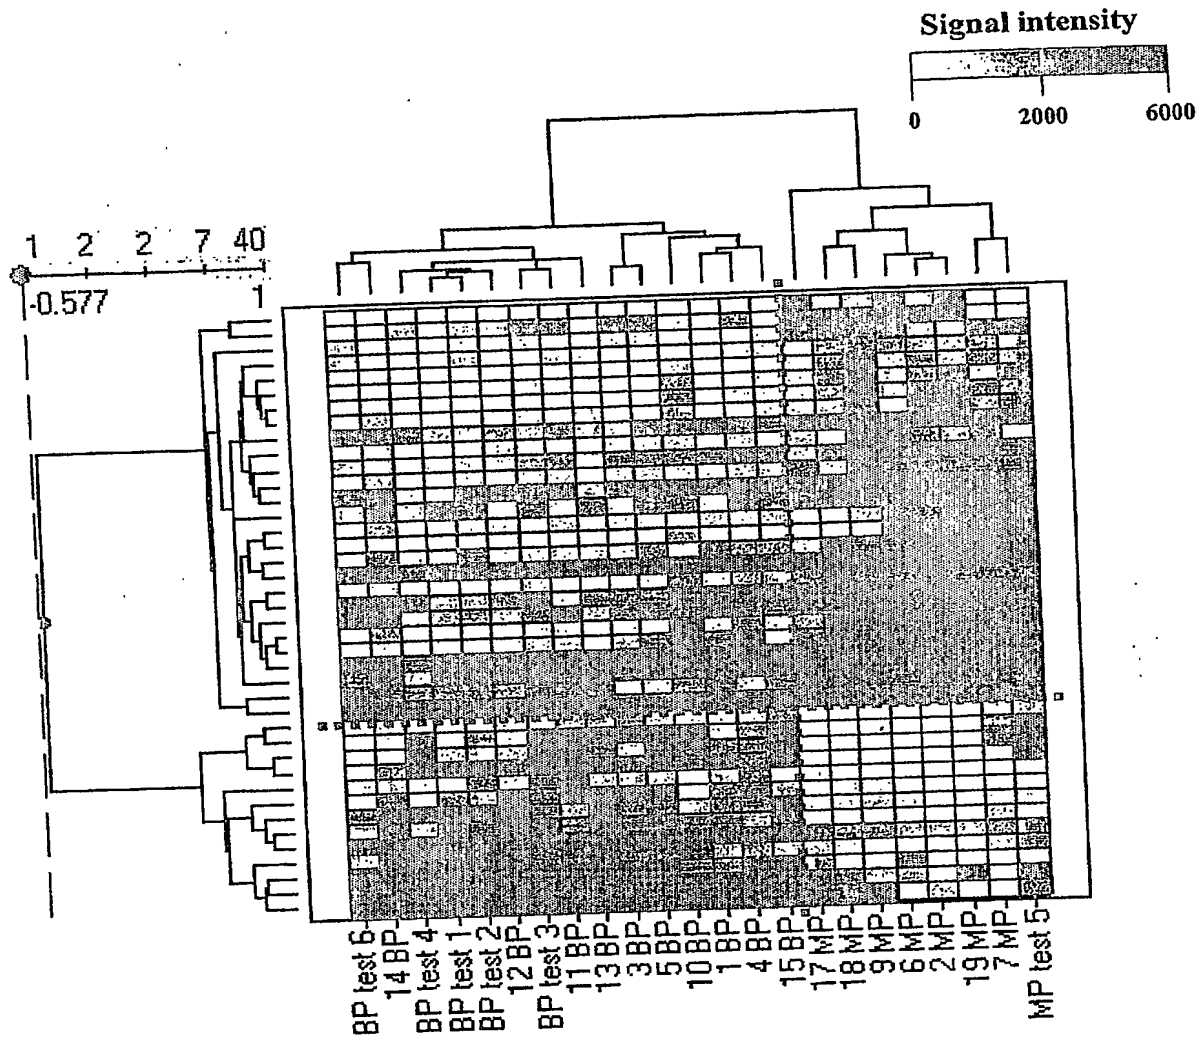 Signal intensity
0 2000 6000
1 2 2 7 40
-0.577 1
BP test 6
14 BP
BP test 4
BP test 1
BP test 2
12 BP
BP test 3
11 BP
13 BP
3 BP
5 BP
10 BP
1 BP
4 BP
15 BP
17 MP
18 MP
9 MP
6 MP
2 MP
19 MP
7 MP
MP test 5